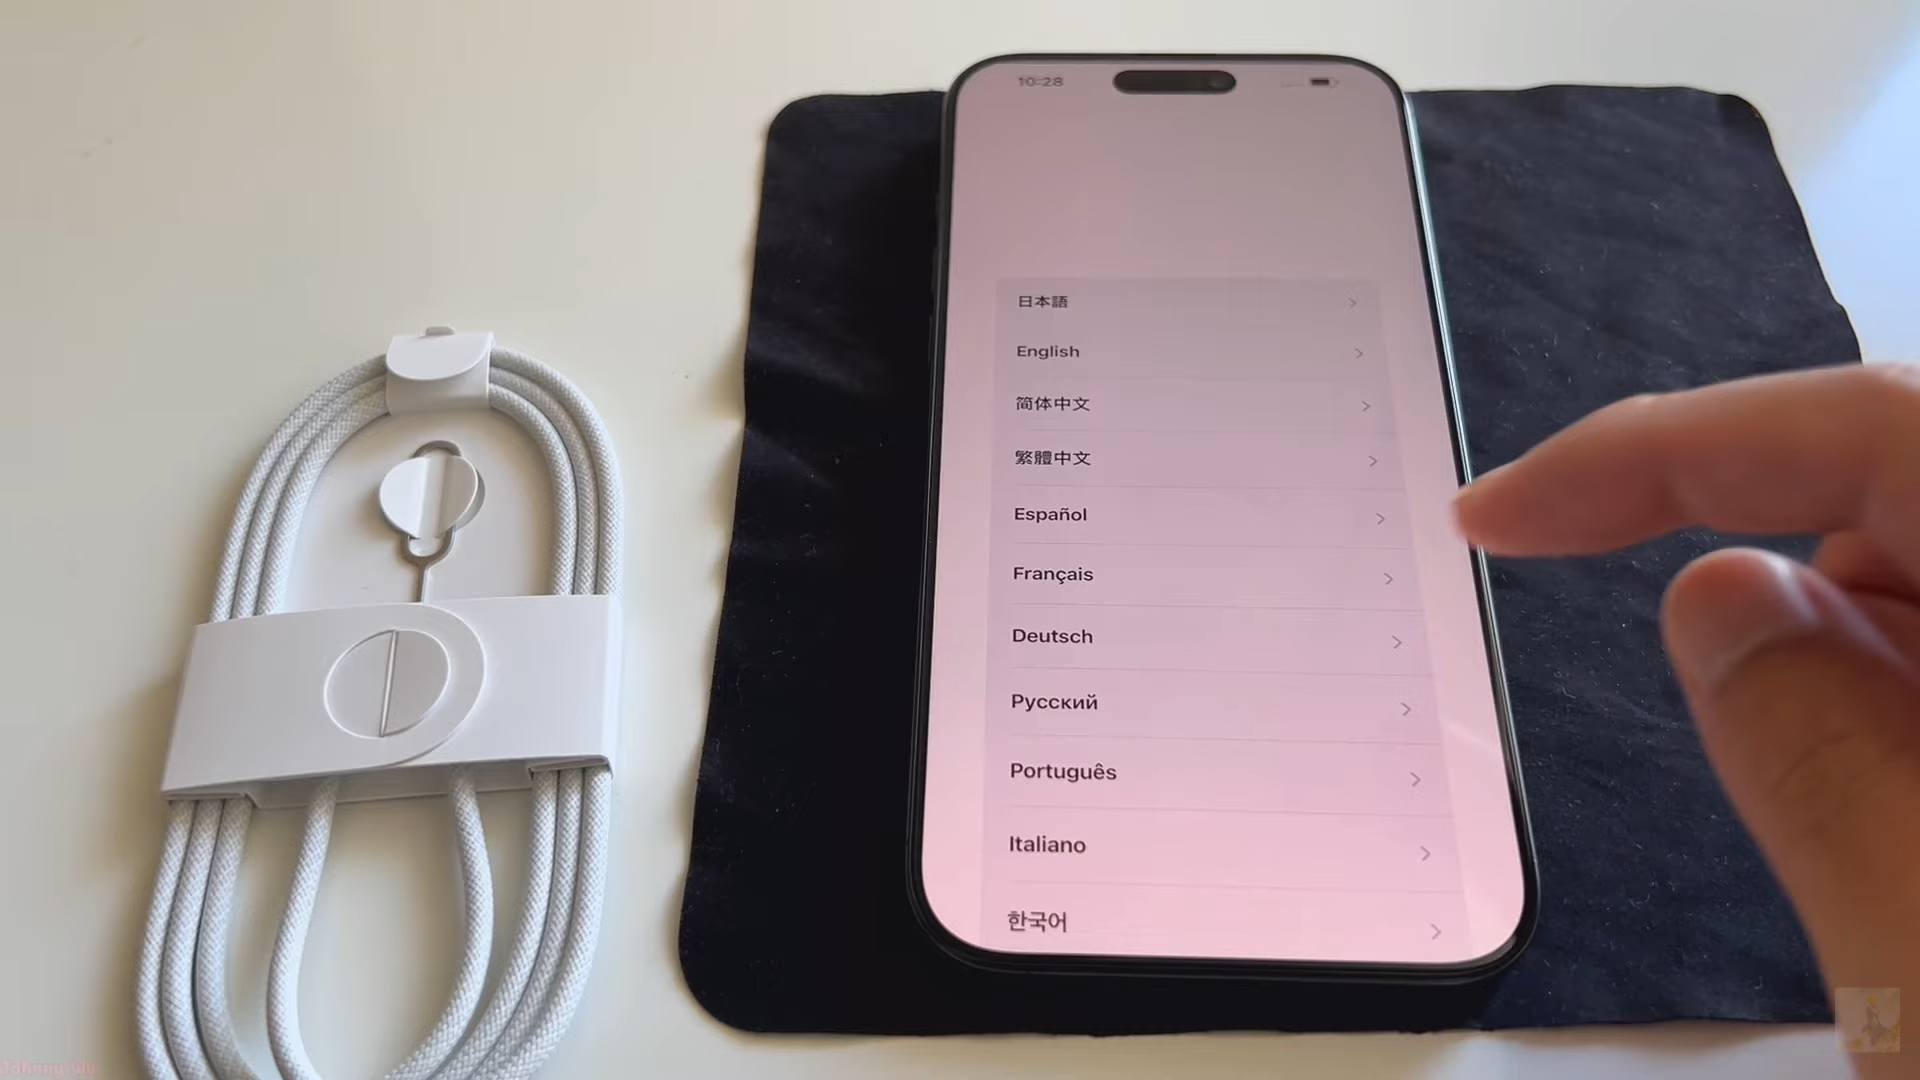 10:28
日本語
English
简体中文
繁體中文
Español
Français
Deutsch
Русский
Português
Italiano
한국어